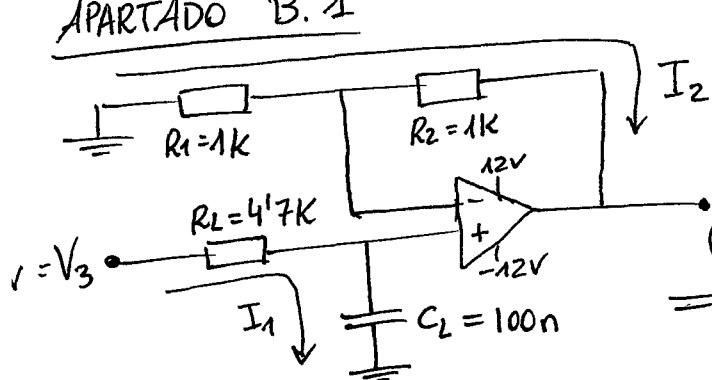 APARTADO B.1
I2
R1=1K
R2=1K
12V
RL=4'7K
-
+
=V3
-12V
I1
CL=100n